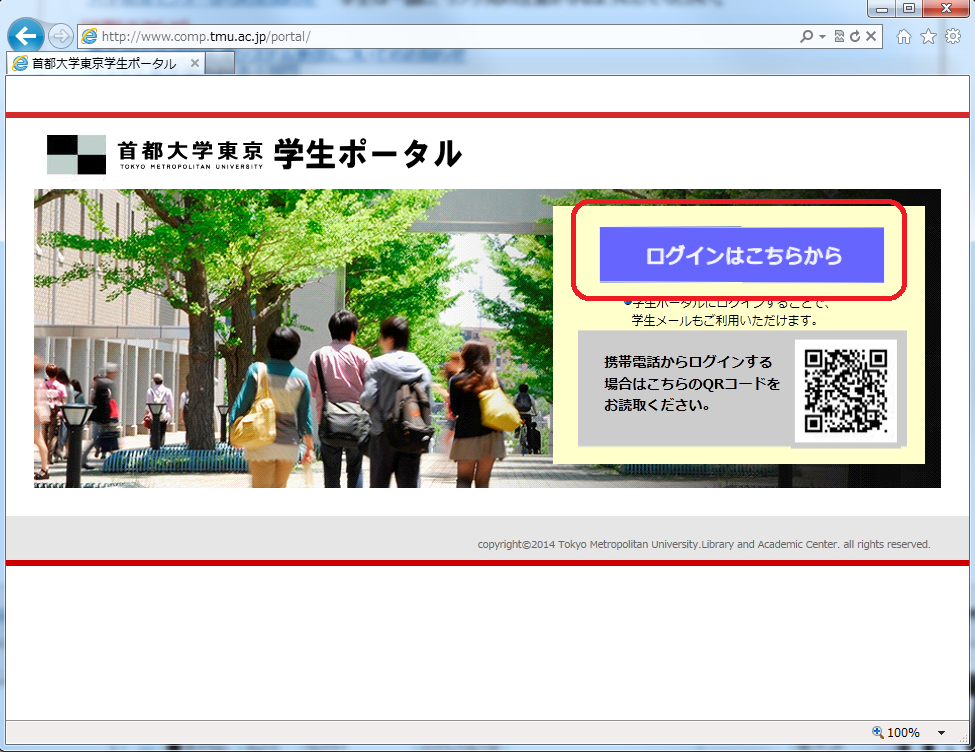 http://www.comp.tmu.ac.jp/portal/
首都大学東京学生ポータル
首都大学東京 学生ポータル
TOKYO METROPOLITAN UNIVERSITY
ログインはこちらから
学生ポータルにログインすることで、
学生メールもご利用いただけます。
携帯電話からログインする
場合はこちらのQRコードを
お読取ください。
copyright©2014 Tokyo Metropolitan University.Library and Academic Center. all rights reserved.
100%